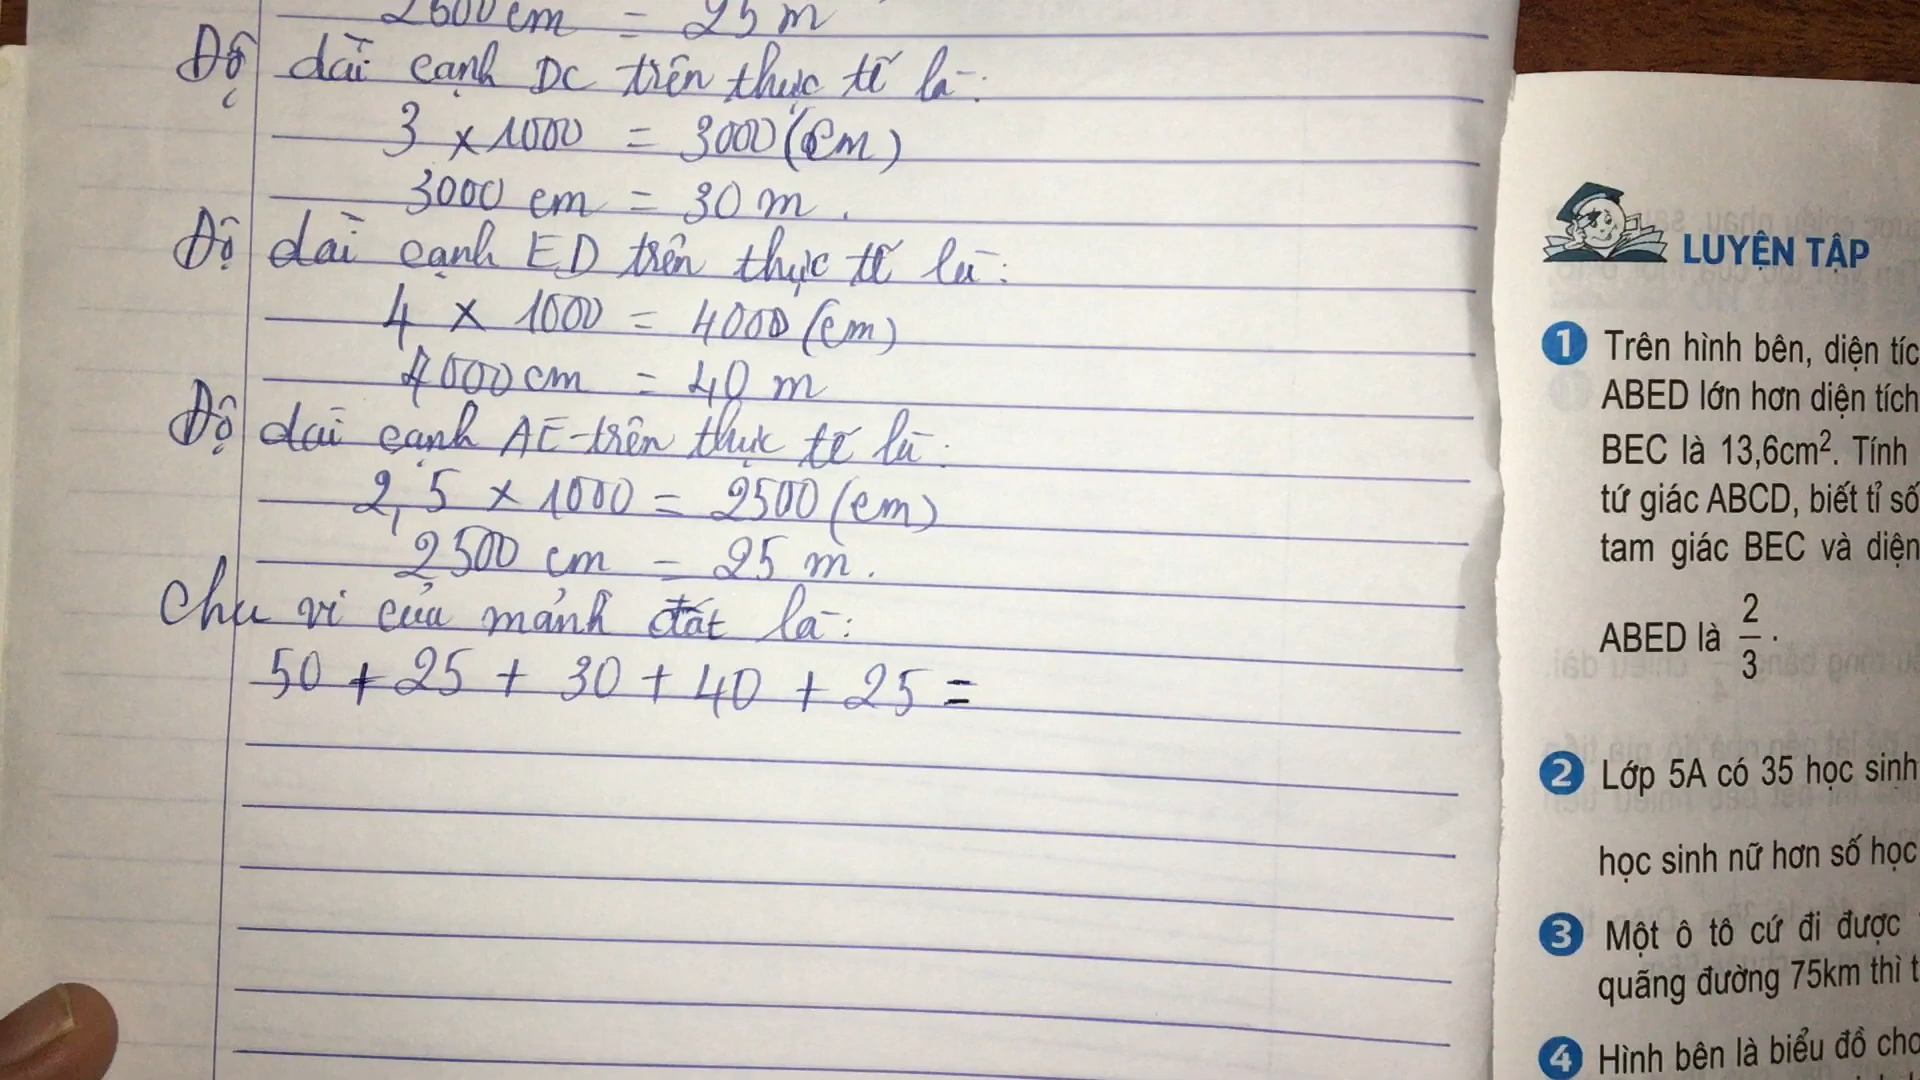 2500 cm = 25 m
Độ dài cạnh DC trên thực tế là:
3 x 1000 = 3000 (cm)
3000 cm = 30 m.
Độ dài cạnh ED trên thực tế là:
4 x 1000 = 4000 (cm)
4000 cm = 40 m
Độ dài cạnh AE trên thực tế là:
2,5 x 1000 = 2500 (cm)
2500 cm = 25 m.
Chu vi của mảnh đất là:
50 + 25 + 30 + 40 + 25 =
LUYỆN TẬP
1 Trên hình bên, diện tíc
ABED lớn hơn diện tích
BEC là 13,6cm². Tính
tứ giác ABCD, biết tỉ số
tam giác BEC và diện
ABED là 2/3.
2 Lớp 5A có 35 học sinh
học sinh nữ hơn số học
3 Một ô tô cứ đi được
quãng đường 75km thì t
4 Hình bên là biểu đồ cho